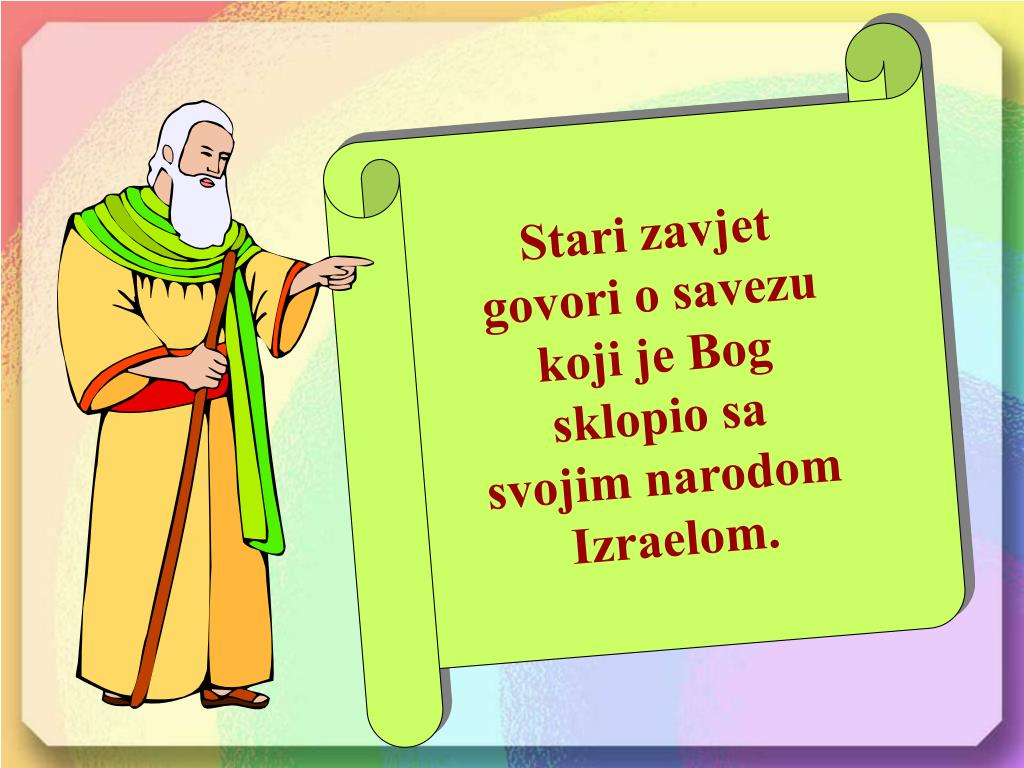 Stari zavjet
govori o savezu
koji je Bog
sklopio sa
svojim narodom
Izraelom.